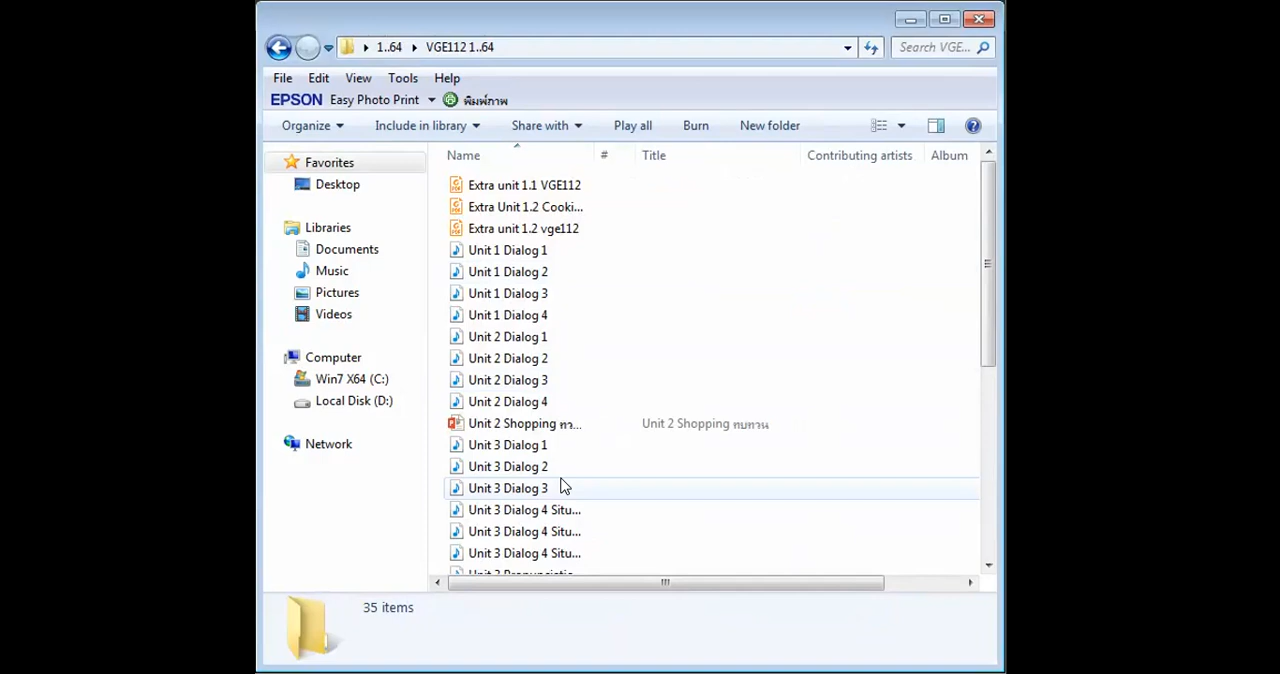 1..64 VGE112 1..64 Search VGE...
File Edit View Tools Help
EPSON Easy Photo Print พิมพ์ภาพ
Organize Include in library Share with Play all Burn New folder
Favorites
Desktop
Libraries
Documents
Music
Pictures
Videos
Computer
Win7 X64 (C:)
Local Disk (D:)
Network
Name # Title Contributing artists Album
Extra unit 1.1 VGE112
Extra Unit 1.2 Cooki...
Extra unit 1.2 vge112
Unit 1 Dialog 1
Unit 1 Dialog 2
Unit 1 Dialog 3
Unit 1 Dialog 4
Unit 2 Dialog 1
Unit 2 Dialog 2
Unit 2 Dialog 3
Unit 2 Dialog 4
Unit 2 Shopping ทว... Unit 2 Shopping ทบทวน
Unit 3 Dialog 1
Unit 3 Dialog 2
Unit 3 Dialog 3
Unit 3 Dialog 4 Situ...
Unit 3 Dialog 4 Situ...
Unit 3 Dialog 4 Situ...
35 items